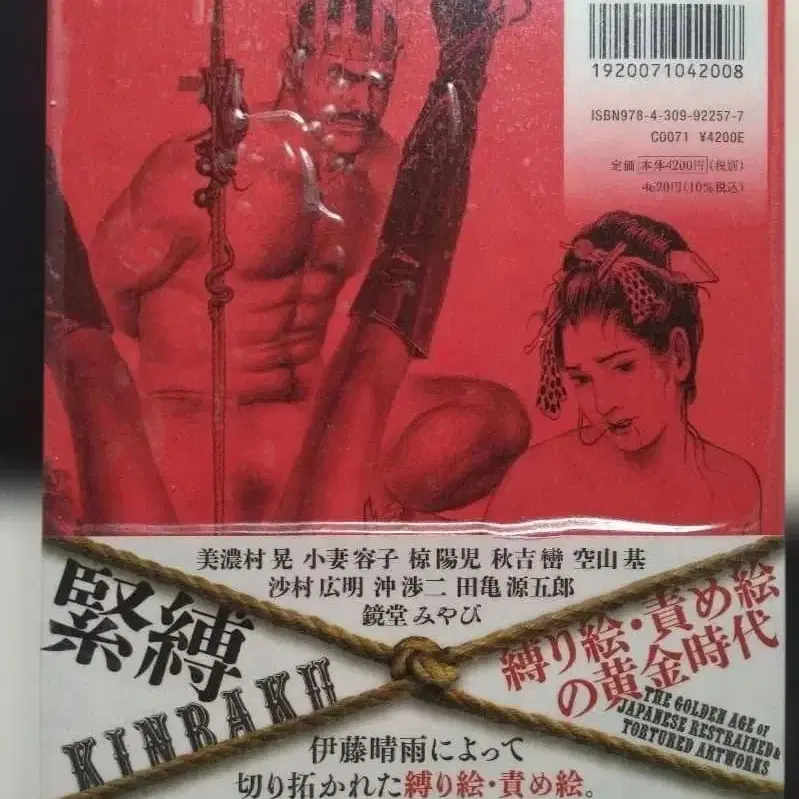 1920071042008
ISBN978-4-309-92257-7
C0071 ¥4200E
定価 本体4200円(税別)
4620円(10%税込)
美濃村 晃 小妻 容子 椋 陽児 秋吉 巒 空山 基
沙村 広明 沖 渉二 田亀 源五郎
鏡堂 みやび
緊縛
KINBAKU
縛り絵・責め絵
の黄金時代
THE GOLDEN AGE OF
JAPANESE RESTRAINED &
TORTURED ARTWORKS
伊藤晴雨によって
切り拓かれた縛り絵・責め絵。